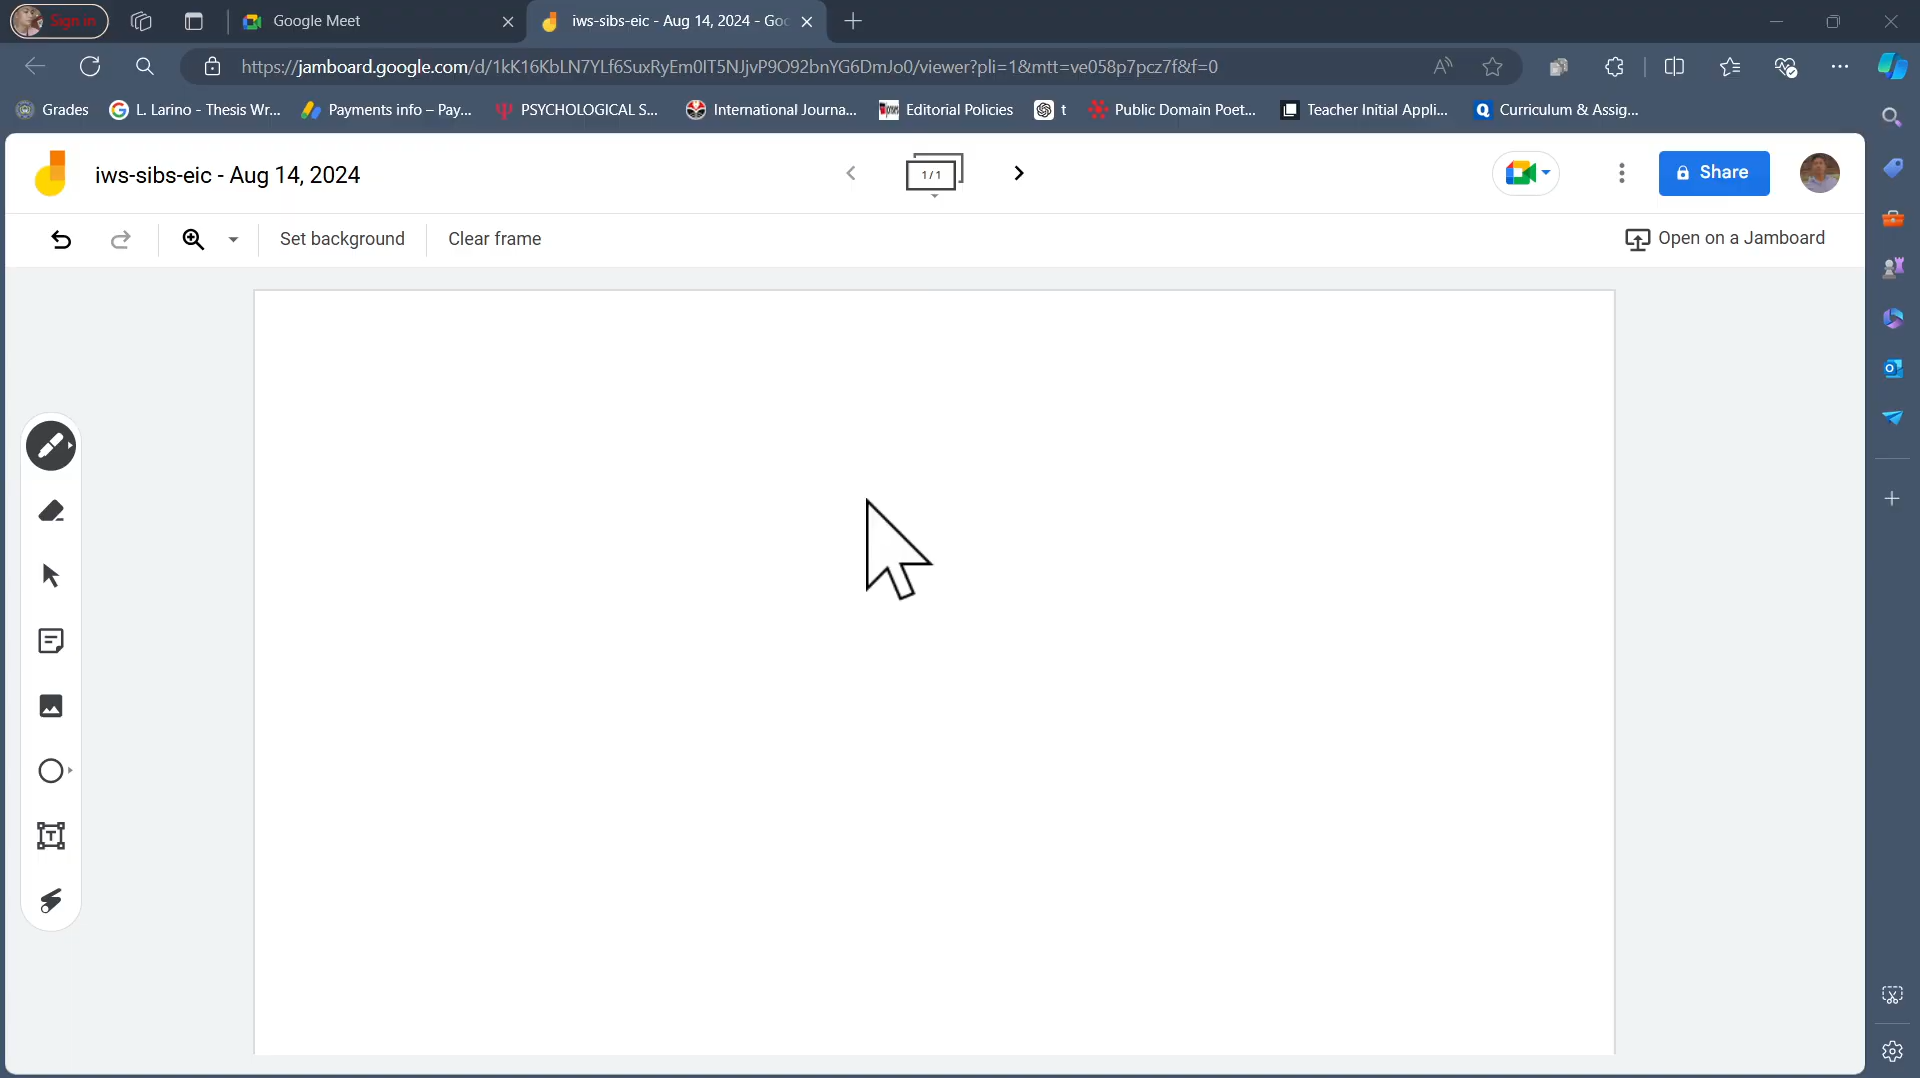 Sign in
Google Meet
iws-sibs-eic - Aug 14, 2024 - Goo
https://jamboard.google.com/d/1kK16KbLN7YLf6SuxRyEm0IT5NJjvP9O92bnYG6DmJo0/viewer?pli=1&mtt=ve058p7pcz7f&f=0
Grades
L. Larino - Thesis Wr...
Payments info – Pay...
PSYCHOLOGICAL S...
International Journa...
Editorial Policies
t
Public Domain Poet...
Teacher Initial Appli...
Curriculum & Assig...
iws-sibs-eic - Aug 14, 2024
1/1
Share
Set background
Clear frame
Open on a Jamboard